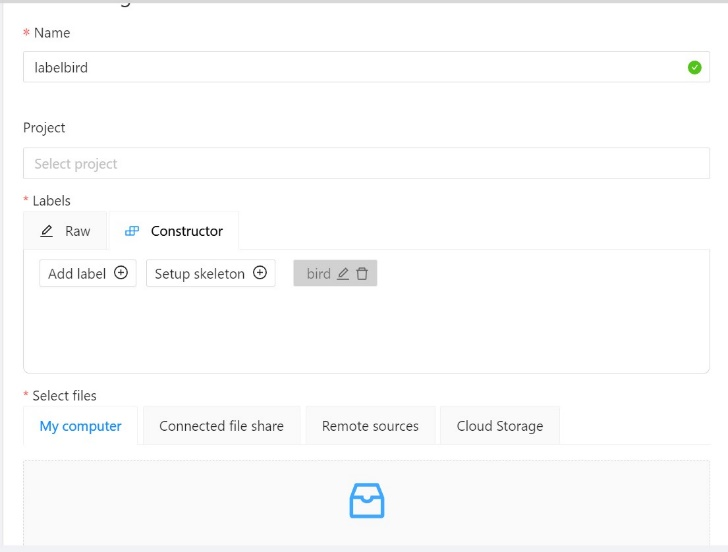 * Name
labelbird
Project
Select project
* Labels
Raw Constructor
Add label Setup skeleton bird
* Select files
My computer Connected file share Remote sources Cloud Storage